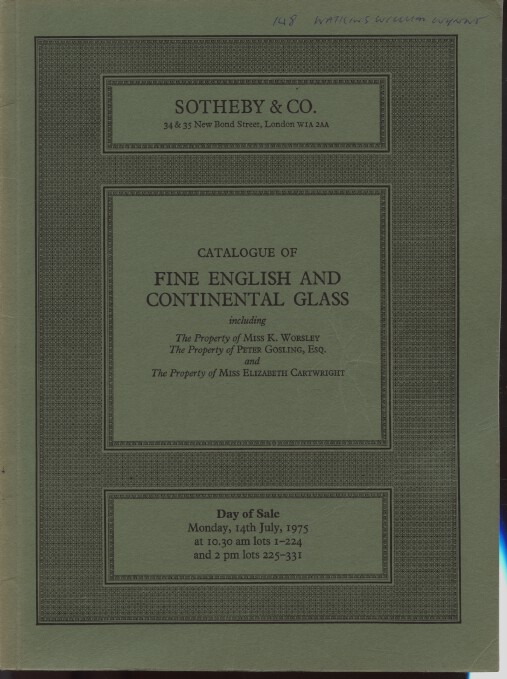 148 WATKINS WILLIAM WYNNE
SOTHEBY & CO.
34 & 35 New Bond Street, London W1A 2AA
CATALOGUE OF
FINE ENGLISH AND
CONTINENTAL GLASS
including
The Property of MISS K. WORSLEY
The Property of PETER GOSLING, ESQ.
and
The Property of MISS ELIZABETH CARTWRIGHT
Day of Sale
Monday, 14th July, 1975
at 10.30 am lots 1-224
and 2 pm lots 225-331